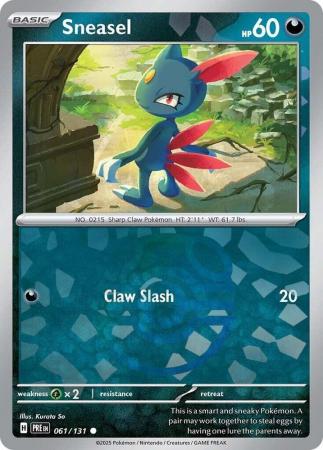 BASIC
Sneasel
HP 60
NO. 0215 Sharp Claw Pokémon HT: 2'11" WT: 61.7 lbs.
Claw Slash 20
weakness ×2 resistance retreat
Illus. Kurata So
H PRE EN 061/131
This is a smart and sneaky Pokémon. A
pair may work together to steal eggs by
having one lure the parents away.
©2025 Pokémon / Nintendo / Creatures / GAME FREAK